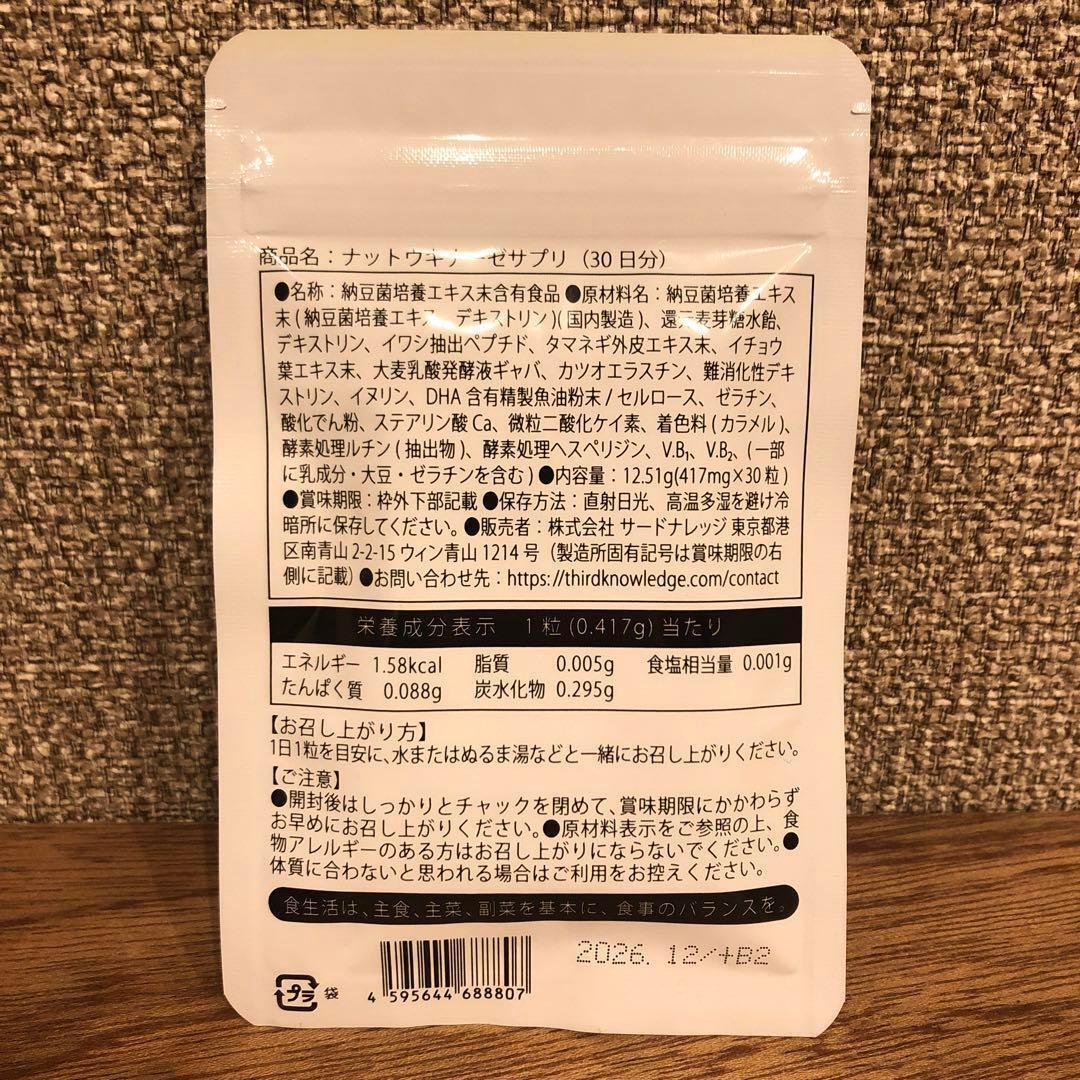 商品名：ナットウキナーゼサプリ（30日分）
●名称：納豆菌培養エキス末含有食品 ●原材料名：納豆菌培養エキス
末(納豆菌培養エキス、デキストリン)(国内製造)、還元麦芽糖水飴、
デキストリン、イワシ抽出ペプチド、タマネギ外皮エキス末、イチョウ
葉エキス末、大麦乳酸発酵液ギャバ、カツオエラスチン、難消化性デキ
ストリン、イヌリン、DHA含有精製魚油粉末/セルロース、ゼラチン、
酸化でん粉、ステアリン酸Ca、微粒二酸化ケイ素、着色料(カラメル)、
酵素処理ルチン(抽出物)、酵素処理ヘスペリジン、V.B₁、V.B₂、(一部
に乳成分・大豆・ゼラチンを含む) ●内容量：12.51g(417mg×30粒)
●賞味期限：枠外下部記載 ●保存方法：直射日光、高温多湿を避け冷
暗所に保存してください。●販売者：株式会社 サードナレッジ 東京都港
区南青山2-2-15 ウィン青山1214号（製造所固有記号は賞味期限の右
側に記載）●お問い合わせ先：https://thirdknowledge.com/contact
栄養成分表示 1粒(0.417g)当たり
エネルギー 1.58kcal 脂質 0.005g 食塩相当量 0.001g
たんぱく質 0.088g 炭水化物 0.295g
【お召し上がり方】
1日1粒を目安に、水またはぬるま湯などと一緒にお召し上がりください。
【ご注意】
●開封後はしっかりとチャックを閉めて、賞味期限にかかわらず
お早めにお召し上がりください。●原材料表示をご参照の上、食
物アレルギーのある方はお召し上がりにならないでください。●
体質に合わないと思われる場合はご利用をお控えください。
食生活は、主食、主菜、副菜を基本に、食事のバランスを。
2026. 12/+B2
プラ 袋
4 595644 688807